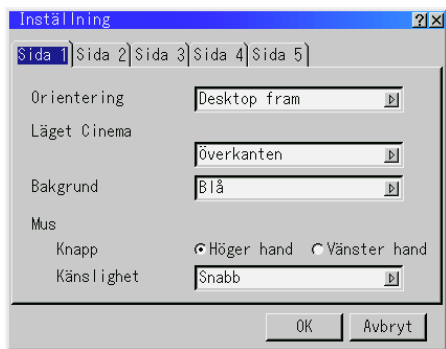 Inställning
Sida 1 Sida 2 Sida 3 Sida 4 Sida 5
Orientering Desktop fram
Läget Cinema
Överkanten
Bakgrund Blå
Mus
Knapp Höger hand Vänster hand
Känslighet Snabb
OK Avbryt